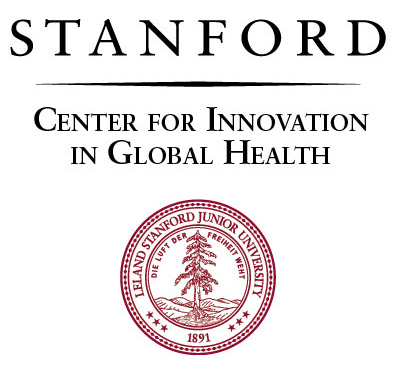 STANFORD
CENTER FOR INNOVATION
IN GLOBAL HEALTH
LELAND STANFORD JUNIOR UNIVERSITY
DIE LUFT DER FREIHEIT WEHT
1891